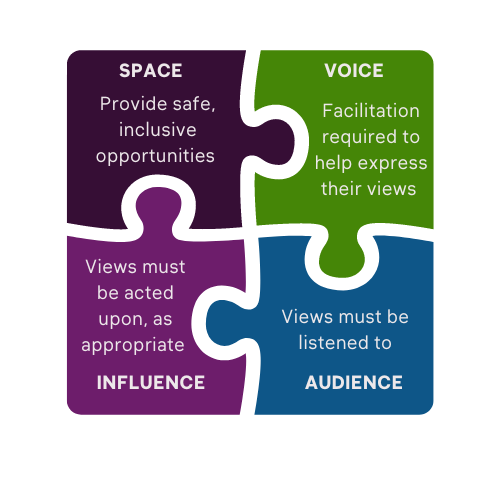 SPACE
Provide safe,
inclusive
opportunities
VOICE
Facilitation
required to
help express
their views
Views must
be acted
upon, as
appropriate
INFLUENCE
Views must be
listened to
AUDIENCE